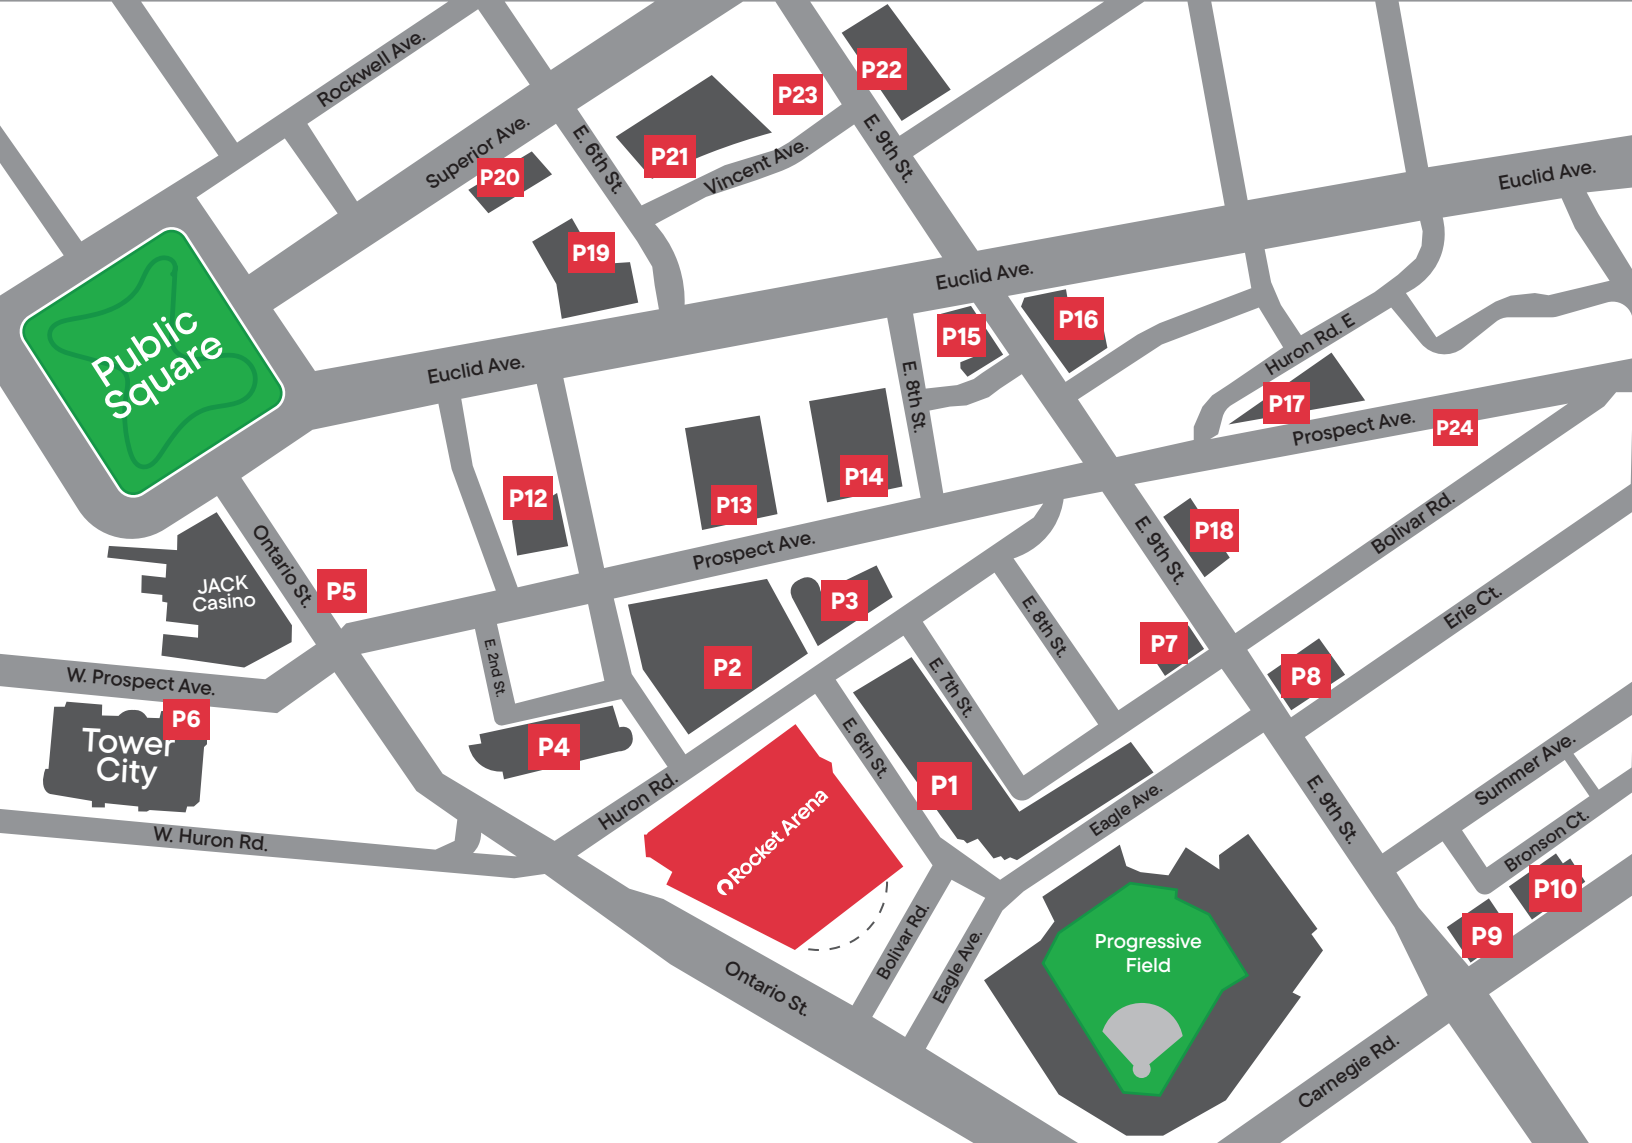 Rockwell Ave.
P22
P23
Superior Ave.
E. 6th St.
E. 9th St.
P21
Vincent Ave.
P20
Euclid Ave.
P19
Euclid Ave.
Public
Square
P16
P15
Huron Rd. E
Euclid Ave.
E. 8th St.
P17
Prospect Ave.
P24
P14
P12
P13
Bolivar Rd.
P18
Prospect Ave.
E. 9th St.
Ontario St.
JACK
Casino
P5
P3
Erie Ct.
E. 8th St.
P7
P2
E. 2nd St.
P8
W. Prospect Ave.
E. 7th St.
P6
Tower
City
P4
E. 6th St.
P1
Summer Ave.
Huron Rd.
Eagle Ave.
E. 9th St.
Rocket Arena
W. Huron Rd.
Bronson Ct.
P10
P9
Bolivar Rd.
Eagle Ave.
Progressive
Field
Ontario St.
Carnegie Rd.